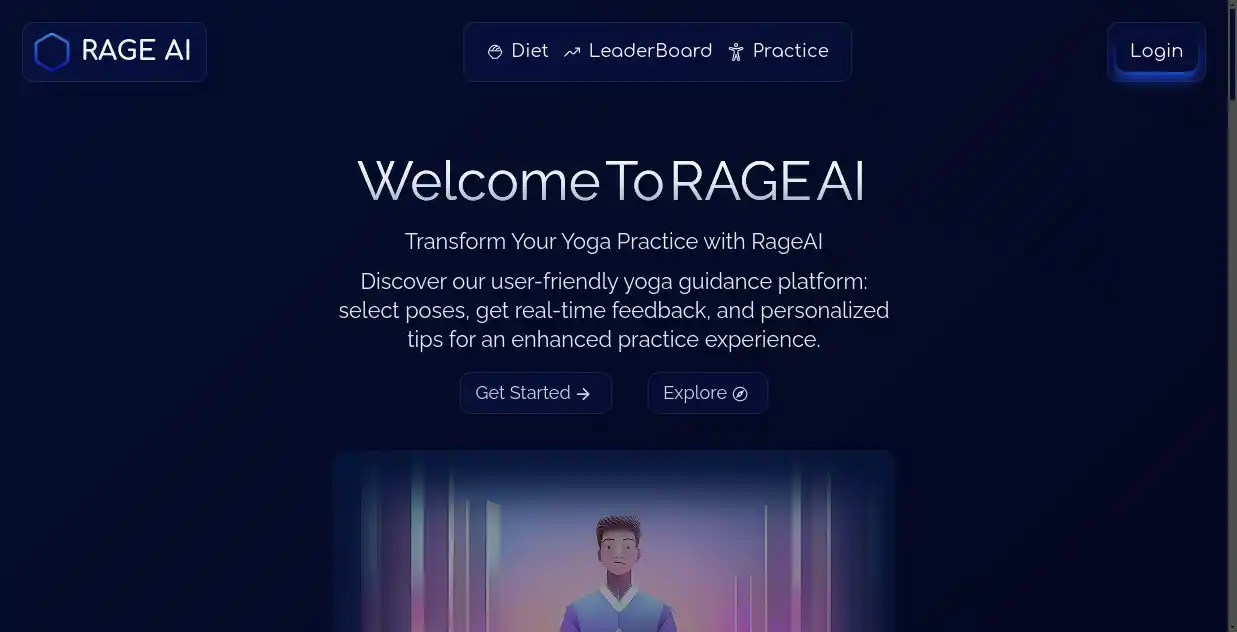 RAGE AI
Diet LeaderBoard Practice
Login
Welcome To RAGE AI
Transform Your Yoga Practice with RageAI
Discover our user-friendly yoga guidance platform:
select poses, get real-time feedback, and personalized
tips for an enhanced practice experience.
Get Started
Explore